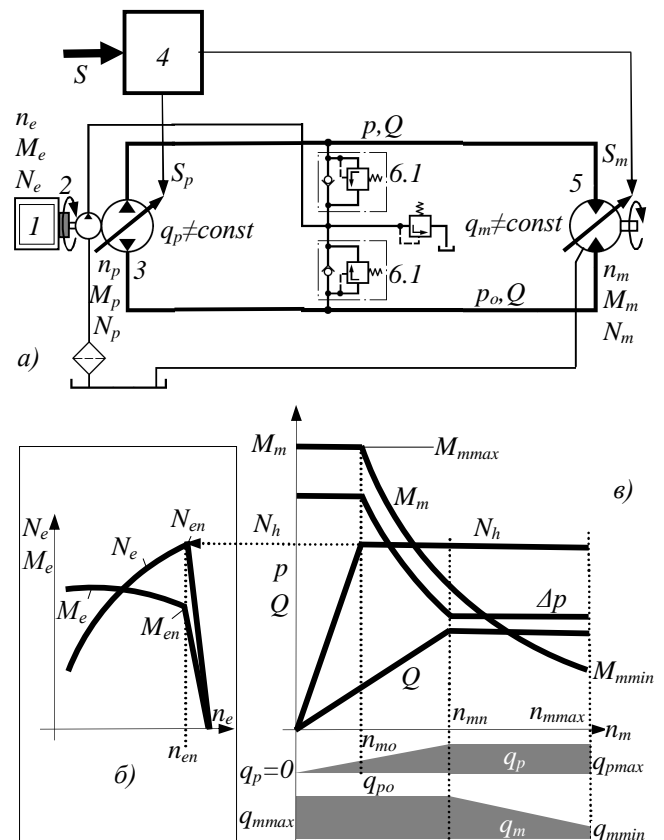 S
4
n_e
M_e
N_e
2
1
S_p
q_p≠const
3
n_p
M_p
N_p
p,Q
6.1
6.1
p_o,Q
S_m
5
q_m≠const
n_m
M_m
N_m
а)
M_m
M_mmax
в)
M_m
N_e
M_e
N_e
N_en
M_e
M_en
n_e
n_en
б)
N_h
N_h
p
Q
Δp
Q
M_mmin
n_mo
n_mn
n_mmax
n_m
q_p=0
q_po
q_p
q_pmax
q_mmax
q_m
q_mmin